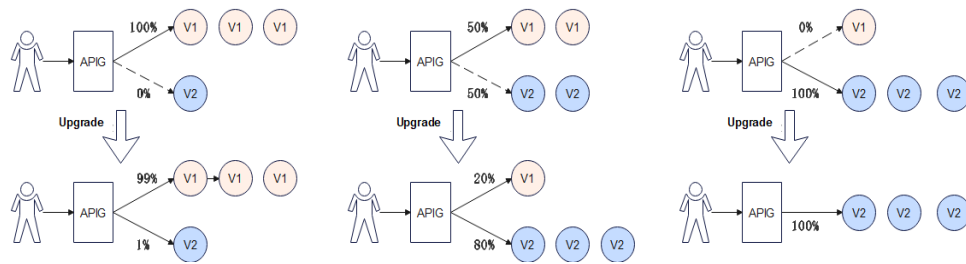 100% V1 V1 V1
APIG
0% V2
Upgrade
99% V1 V1 V1
APIG
1% V2
50% V1 V1
APIG
50% V2 V2
Upgrade
20% V1
APIG
80% V2 V2 V2
0% V1
APIG
100% V2 V2 V2
Upgrade
APIG V2 V2 V2
100%